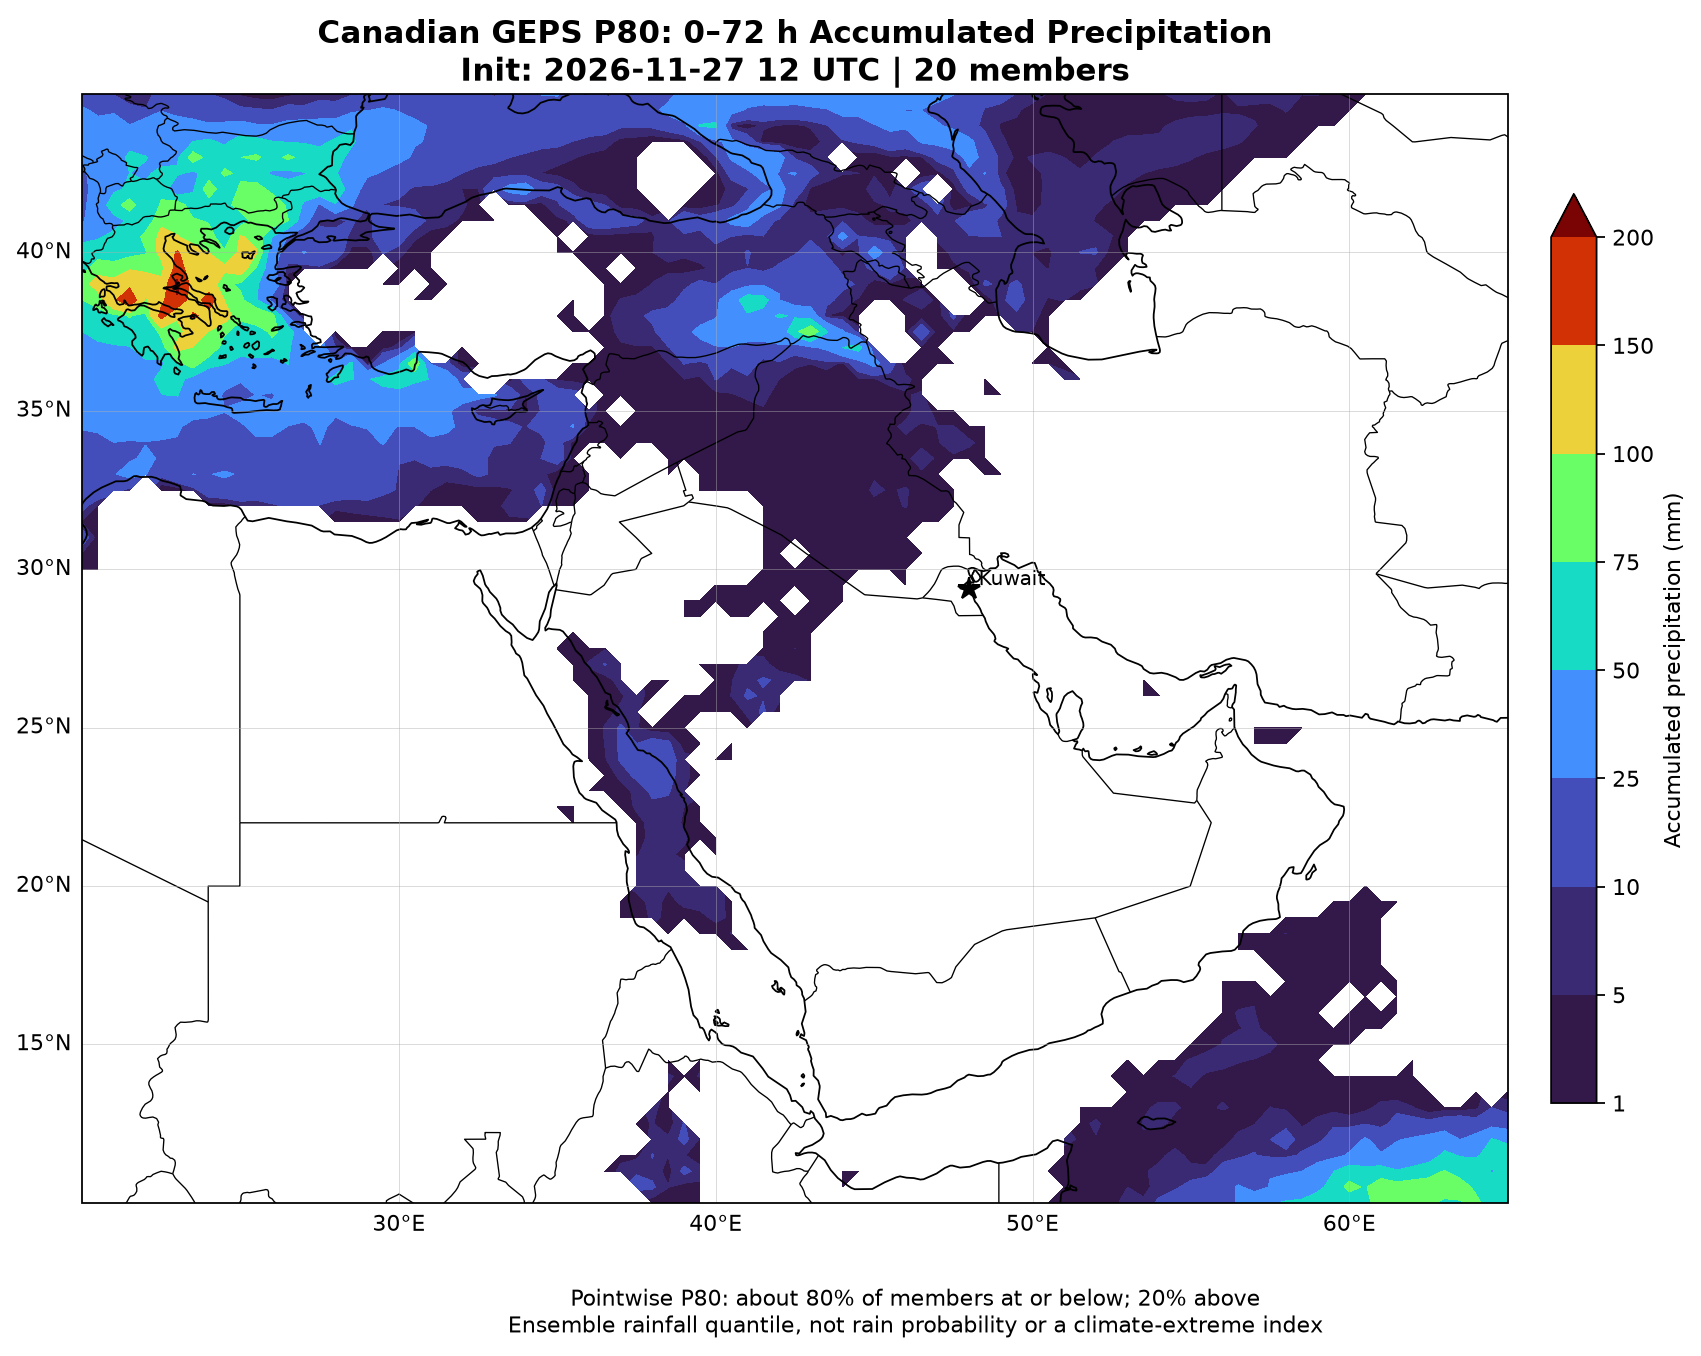 Canadian GEPS P80: 0–72 h Accumulated Precipitation
Init: 2026-11-27 12 UTC | 20 members
40°N
35°N
30°N
25°N
20°N
15°N
30°E
40°E
50°E
60°E
Kuwait
200
150
100
75
50
25
10
5
1
Accumulated precipitation (mm)
Pointwise P80: about 80% of members at or below; 20% above
Ensemble rainfall quantile, not rain probability or a climate-extreme index